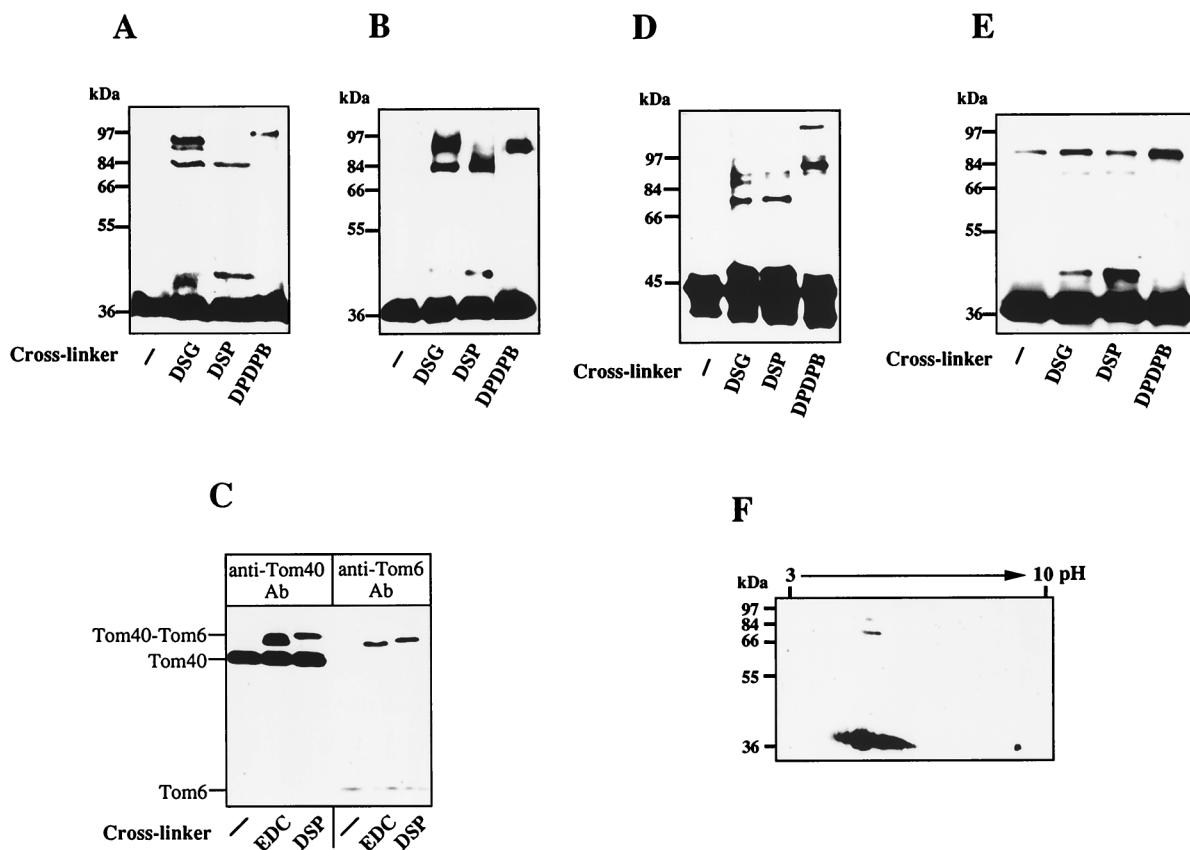 A
kDa
97
84
66
55
36
Cross-linker
–
DSG
DSP
DPDPB
B
kDa
97
84
66
55
36
–
DSG
DSP
DPDPB
D
kDa
97
84
66
45
Cross-linker
–
DSG
DSP
DPDPB
E
kDa
97
84
66
55
36
Cross-linker
–
DSG
DSP
DPDPB
C
anti-Tom40 Ab
anti-Tom6 Ab
Tom40-Tom6
Tom40
Tom6
Cross-linker
–
EDC
DSP
–
EDC
DSP
F
3
10 pH
kDa
97
84
66
55
36